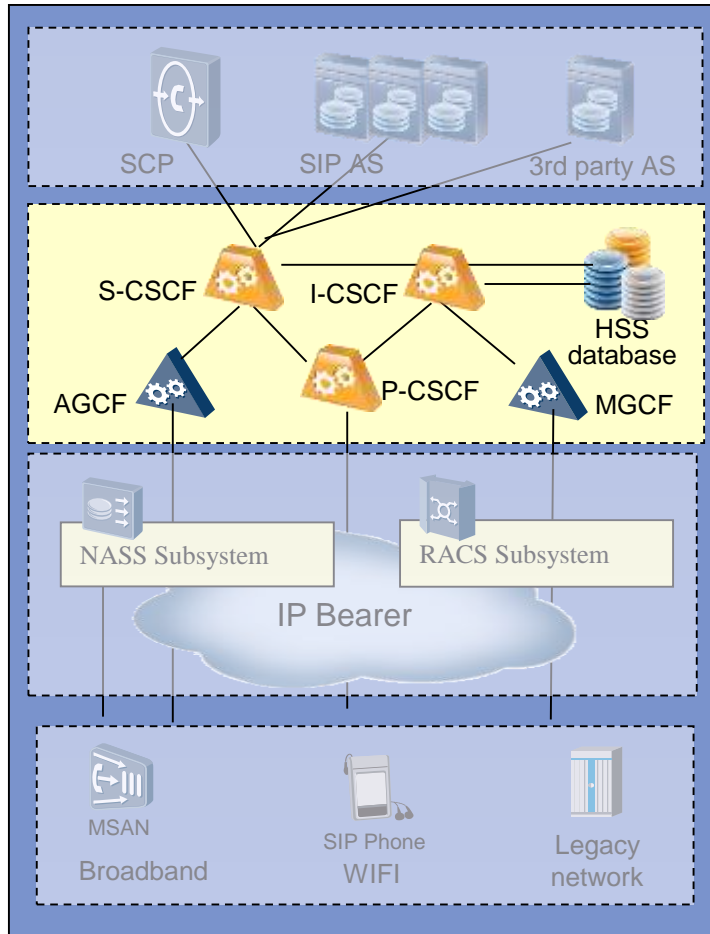 SCP
SIP AS
3rd party AS
S-CSCF
I-CSCF
HSS
database
AGCF
P-CSCF
MGCF
NASS Subsystem
RACS Subsystem
IP Bearer
MSAN
Broadband
SIP Phone
WIFI
Legacy
network